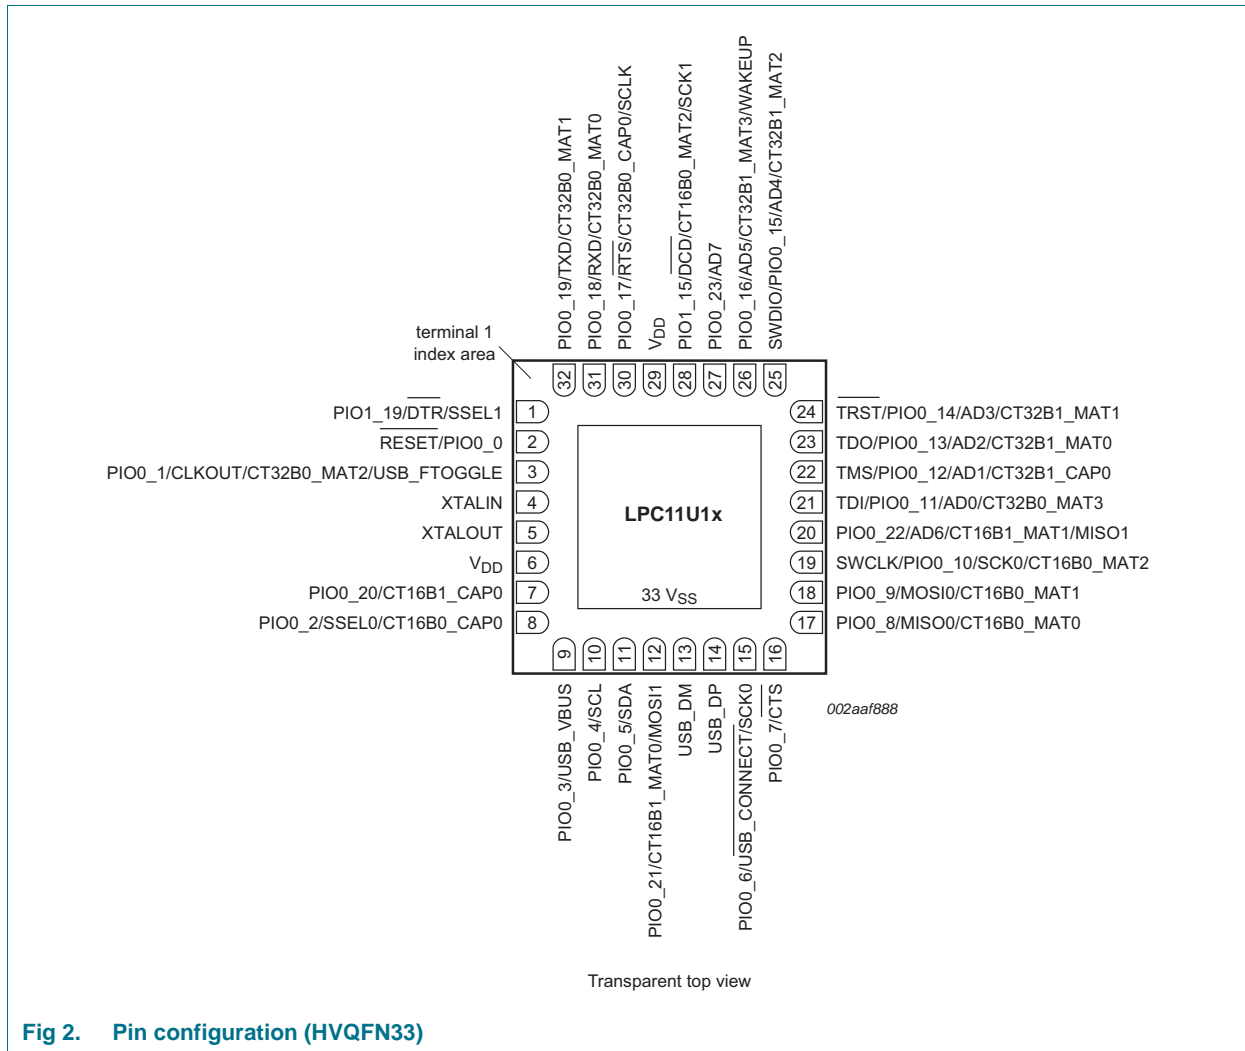 PIO0_19/TXD/CT32B0_MAT1
PIO0_18/RXD/CT32B0_MAT0
PIO0_17/RTS/CT32B0_CAP0/SCLK
VDD
PIO1_15/DCD/CT16B0_MAT2/SCK1
PIO0_23/AD7
PIO0_16/AD5/CT32B1_MAT3/WAKEUP
SWDIO/PIO0_15/AD4/CT32B1_MAT2
terminal 1
index area
32 31 30 29 28 27 26 25
PIO1_19/DTR/SSEL1 1
RESET/PIO0_0 2
PIO0_1/CLKOUT/CT32B0_MAT2/USB_FTOGGLE 3
XTALIN 4
XTALOUT 5
VDD 6
PIO0_20/CT16B1_CAP0 7
PIO0_2/SSEL0/CT16B0_CAP0 8
LPC11U1x
33 VSS
24 TRST/PIO0_14/AD3/CT32B1_MAT1
23 TDO/PIO0_13/AD2/CT32B1_MAT0
22 TMS/PIO0_12/AD1/CT32B1_CAP0
21 TDI/PIO0_11/AD0/CT32B0_MAT3
20 PIO0_22/AD6/CT16B1_MAT1/MISO1
19 SWCLK/PIO0_10/SCK0/CT16B0_MAT2
18 PIO0_9/MOSI0/CT16B0_MAT1
17 PIO0_8/MISO0/CT16B0_MAT0
9 10 11 12 13 14 15 16
PIO0_3/USB_VBUS
PIO0_4/SCL
PIO0_5/SDA
PIO0_21/CT16B1_MAT0/MOSI1
USB_DM
USB_DP
PIO0_6/USB_CONNECT/SCK0
PIO0_7/CTS
002aaf888
Transparent top view
Fig 2. Pin configuration (HVQFN33)